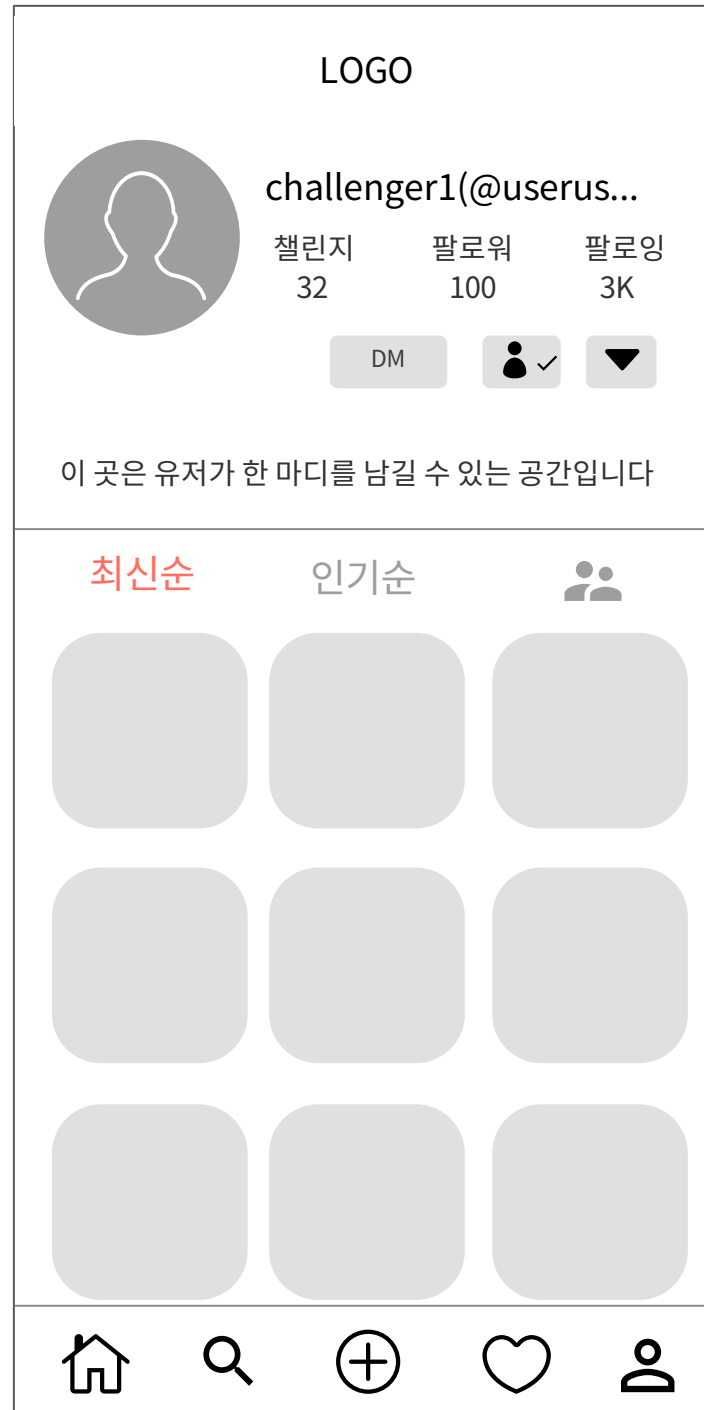 LOGO
challenger1(@userus...
챌린지 팔로워 팔로잉
32 100 3K
DM
이 곳은 유저가 한 마디를 남길 수 있는 공간입니다
최신순 인기순